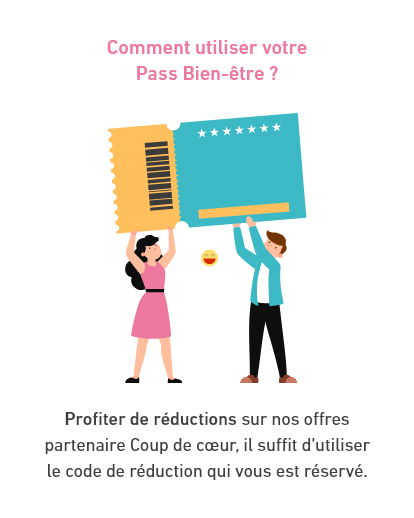 Comment utiliser votre
Pass Bien-être ?
Profiter de réductions sur nos offres
partenaire Coup de cœur, il suffit d’utiliser
le code de réduction qui vous est réservé.